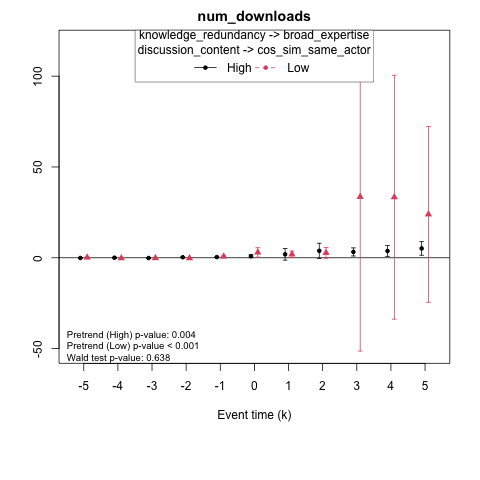 num_downloads
knowledge_redundancy -> broad_expertise
discussion_content -> cos_sim_same_actor
High Low
100
50
0
-50
Pretrend (High) p-value: 0.004
Pretrend (Low) p-value < 0.001
Wald test p-value: 0.638
-5 -4 -3 -2 -1 0 1 2 3 4 5
Event time (k)